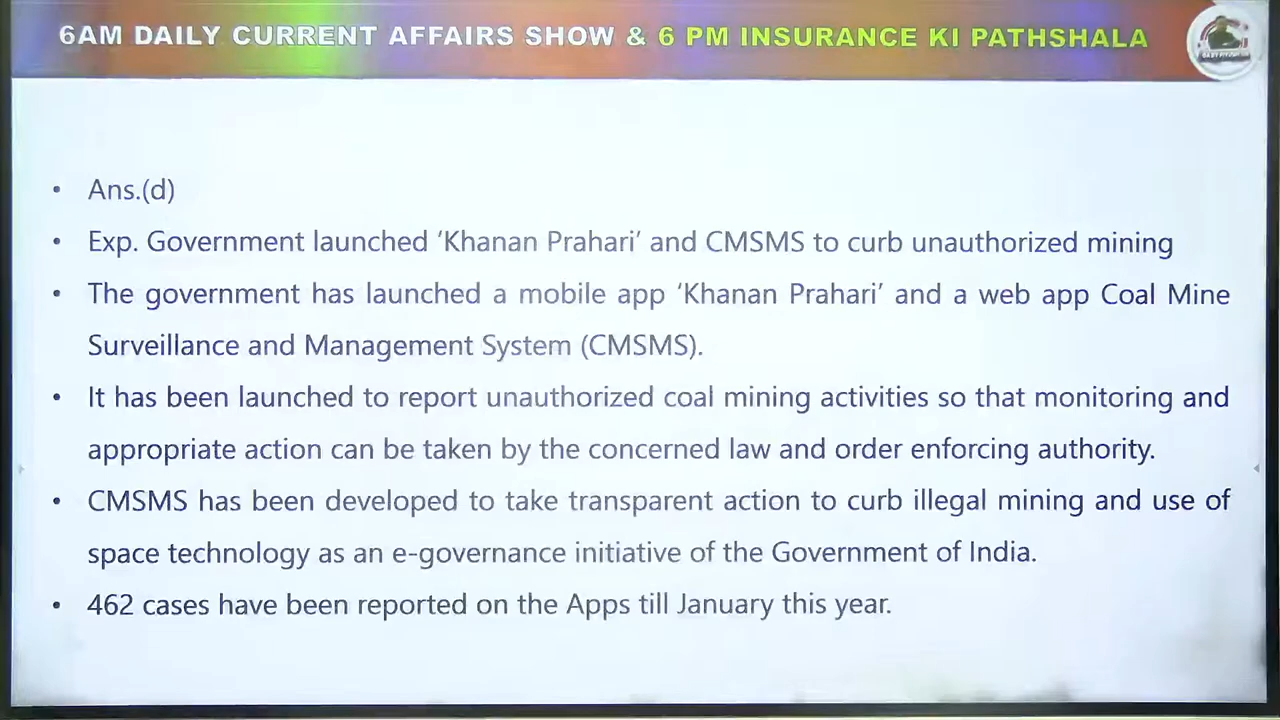 6AM DAILY CURRENT AFFAIRS SHOW & 6 PM INSURANCE KI PATHSHALA
• Ans.(d)
• Exp. Government launched ‘Khanan Prahari’ and CMSMS to curb unauthorized mining
• The government has launched a mobile app ‘Khanan Prahari’ and a web app Coal Mine
Surveillance and Management System (CMSMS).
• It has been launched to report unauthorized coal mining activities so that monitoring and
appropriate action can be taken by the concerned law and order enforcing authority.
• CMSMS has been developed to take transparent action to curb illegal mining and use of
space technology as an e-governance initiative of the Government of India.
• 462 cases have been reported on the Apps till January this year.